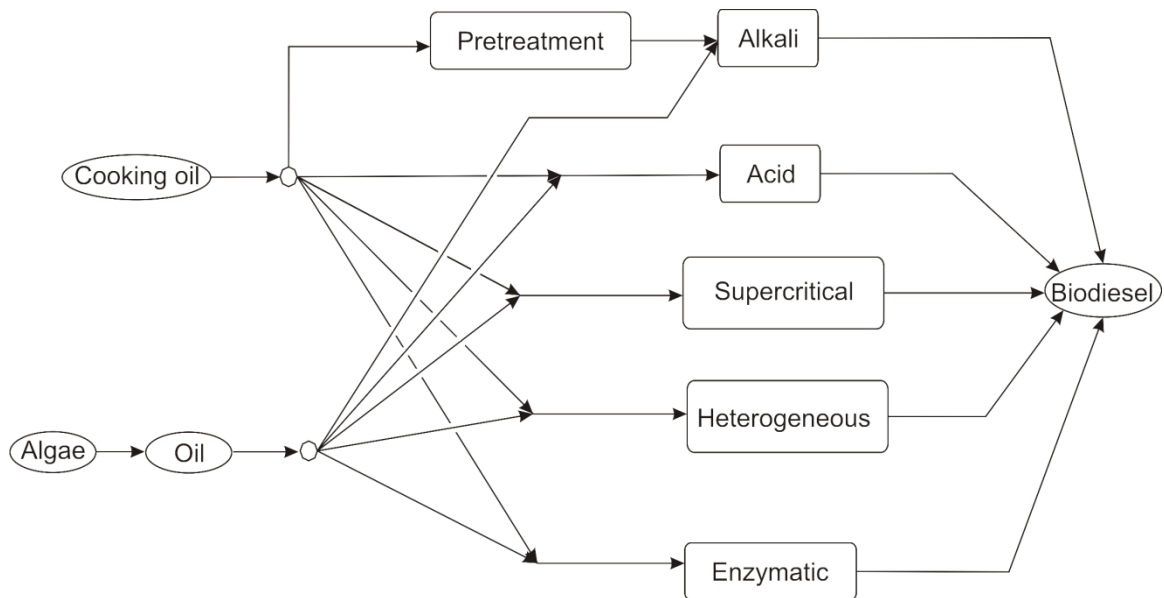 Pretreatment
Alkali
Cooking oil
Acid
Supercritical
Biodiesel
Heterogeneous
Algae
Oil
Enzymatic